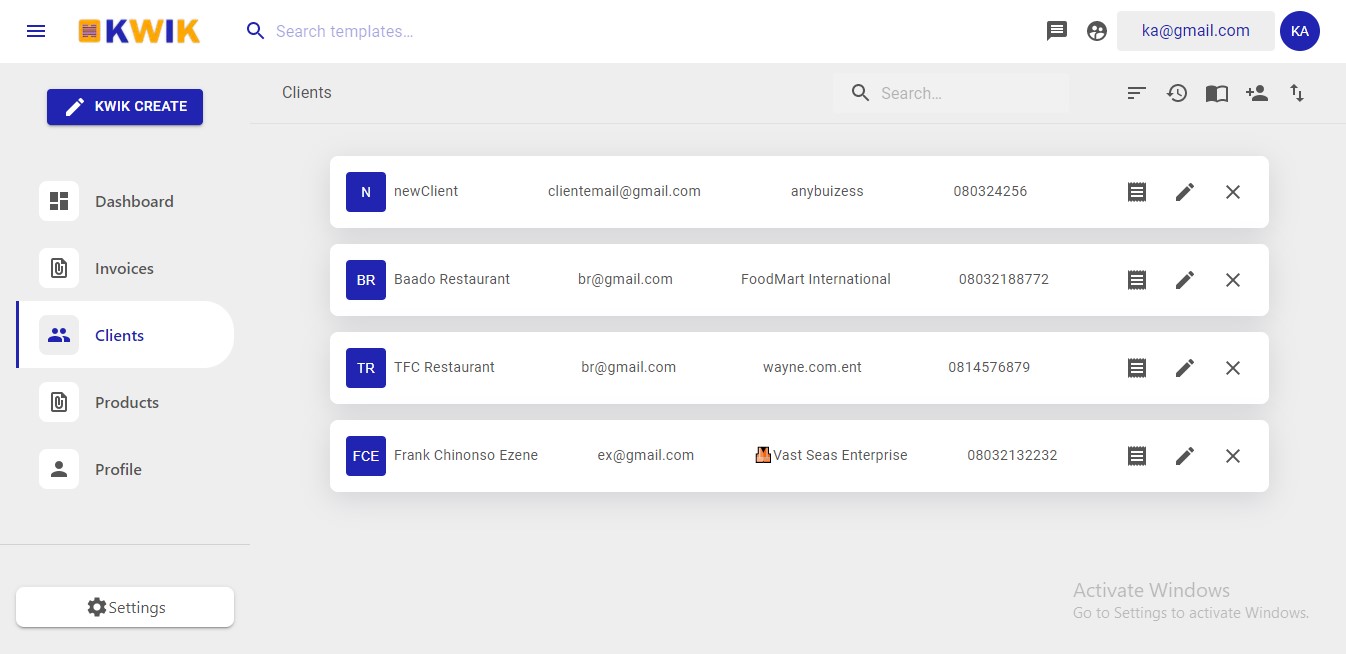 KWIK
Search templates...
ka@gmail.com
KA
KWIK CREATE
Clients
Search...
Dashboard
Invoices
Clients
Products
Profile
Settings
N newClient clientemail@gmail.com anybuizess 080324256
BR Baado Restaurant br@gmail.com FoodMart International 08032188772
TR TFC Restaurant br@gmail.com wayne.com.ent 0814576879
FCE Frank Chinonso Ezene ex@gmail.com Vast Seas Enterprise 08032132232
Activate Windows
Go to Settings to activate Windows.